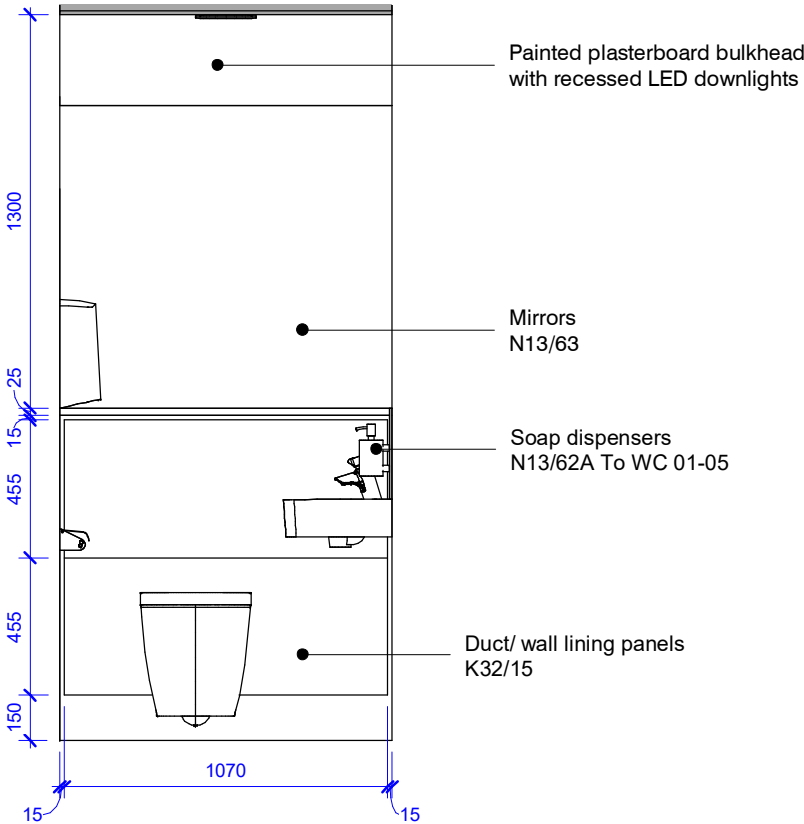 Painted plasterboard bulkhead
with recessed LED downlights
1300
Mirrors
N13/63
25
15
Soap dispensers
N13/62A To WC 01-05
455
455
Duct/ wall lining panels
K32/15
150
1070
15
15